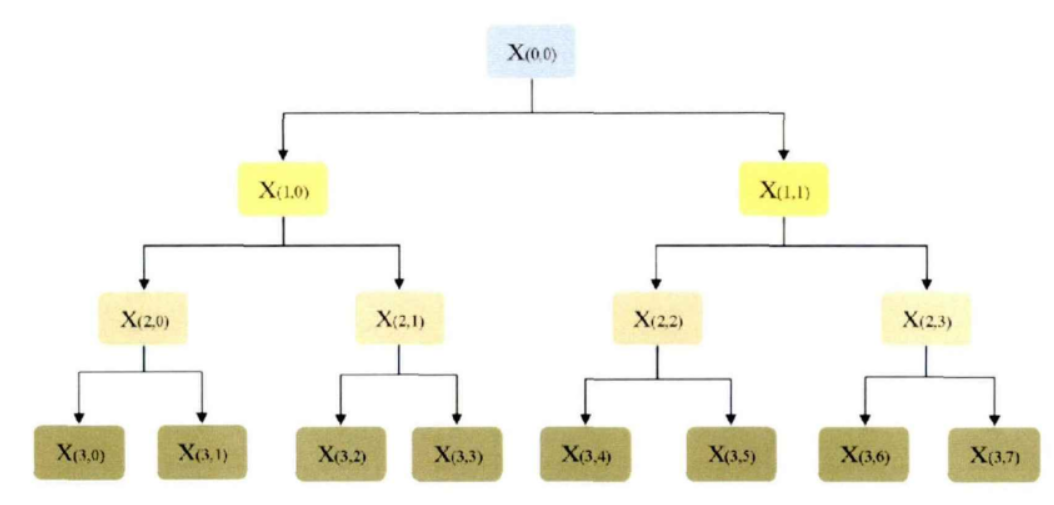 X(0,0)
X(1,0) X(1,1)
X(2,0) X(2,1) X(2,2) X(2,3)
X(3,0) X(3,1) X(3,2) X(3,3) X(3,4) X(3,5) X(3,6) X(3,7)